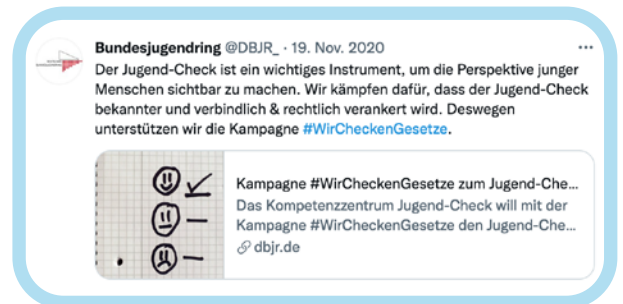 Bundesjugendring @DBJR_ · 19. Nov. 2020 ···
Der Jugend-Check ist ein wichtiges Instrument, um die Perspektive junger
Menschen sichtbar zu machen. Wir kämpfen dafür, dass der Jugend-Check
bekannter und verbindlich & rechtlich verankert wird. Deswegen
unterstützen wir die Kampagne #WirCheckenGesetze.
Kampagne #WirCheckenGesetze zum Jugend-Che...
Das Kompetenzzentrum Jugend-Check will mit der
Kampagne #WirCheckenGesetze den Jugend-Che...
dbjr.de